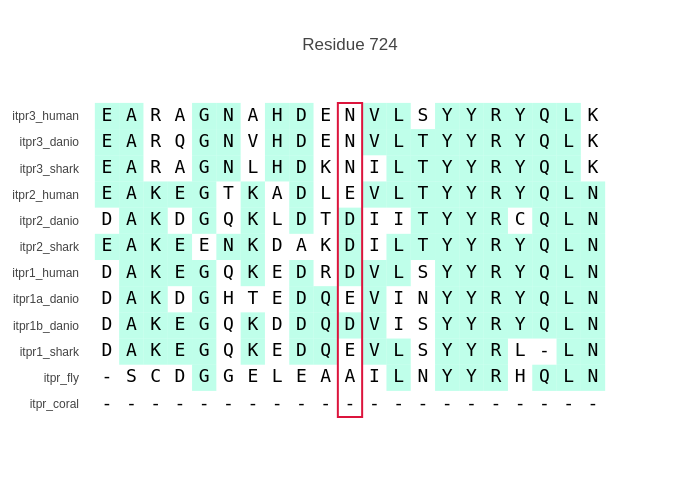 Residue 724
itpr3_human E A R A G N A H D E N V L S Y Y R Y Q L K
itpr3_danio E A R Q G N V H D E N V L T Y Y R Y Q L K
itpr3_shark E A R A G N L H D K N I L T Y Y R Y Q L K
itpr2_human E A K E G T K A D L E V L T Y Y R Y Q L N
itpr2_danio D A K D G Q K L D T D I I T Y Y R C Q L N
itpr2_shark E A K E E N K D A K D I L T Y Y R Y Q L N
itpr1_human D A K E G Q K E D R D V L S Y Y R Y Q L N
itpr1a_danio D A K D G H T E D Q E V I N Y Y R Y Q L N
itpr1b_danio D A K E G Q K D D Q D V I S Y Y R Y Q L N
itpr1_shark D A K E G Q K E D Q E V L S Y Y R L - L N
itpr_fly - S C D G G E L E A A I L N Y Y R H Q L N
itpr_coral - - - - - - - - - - - - - - - - - - - - -